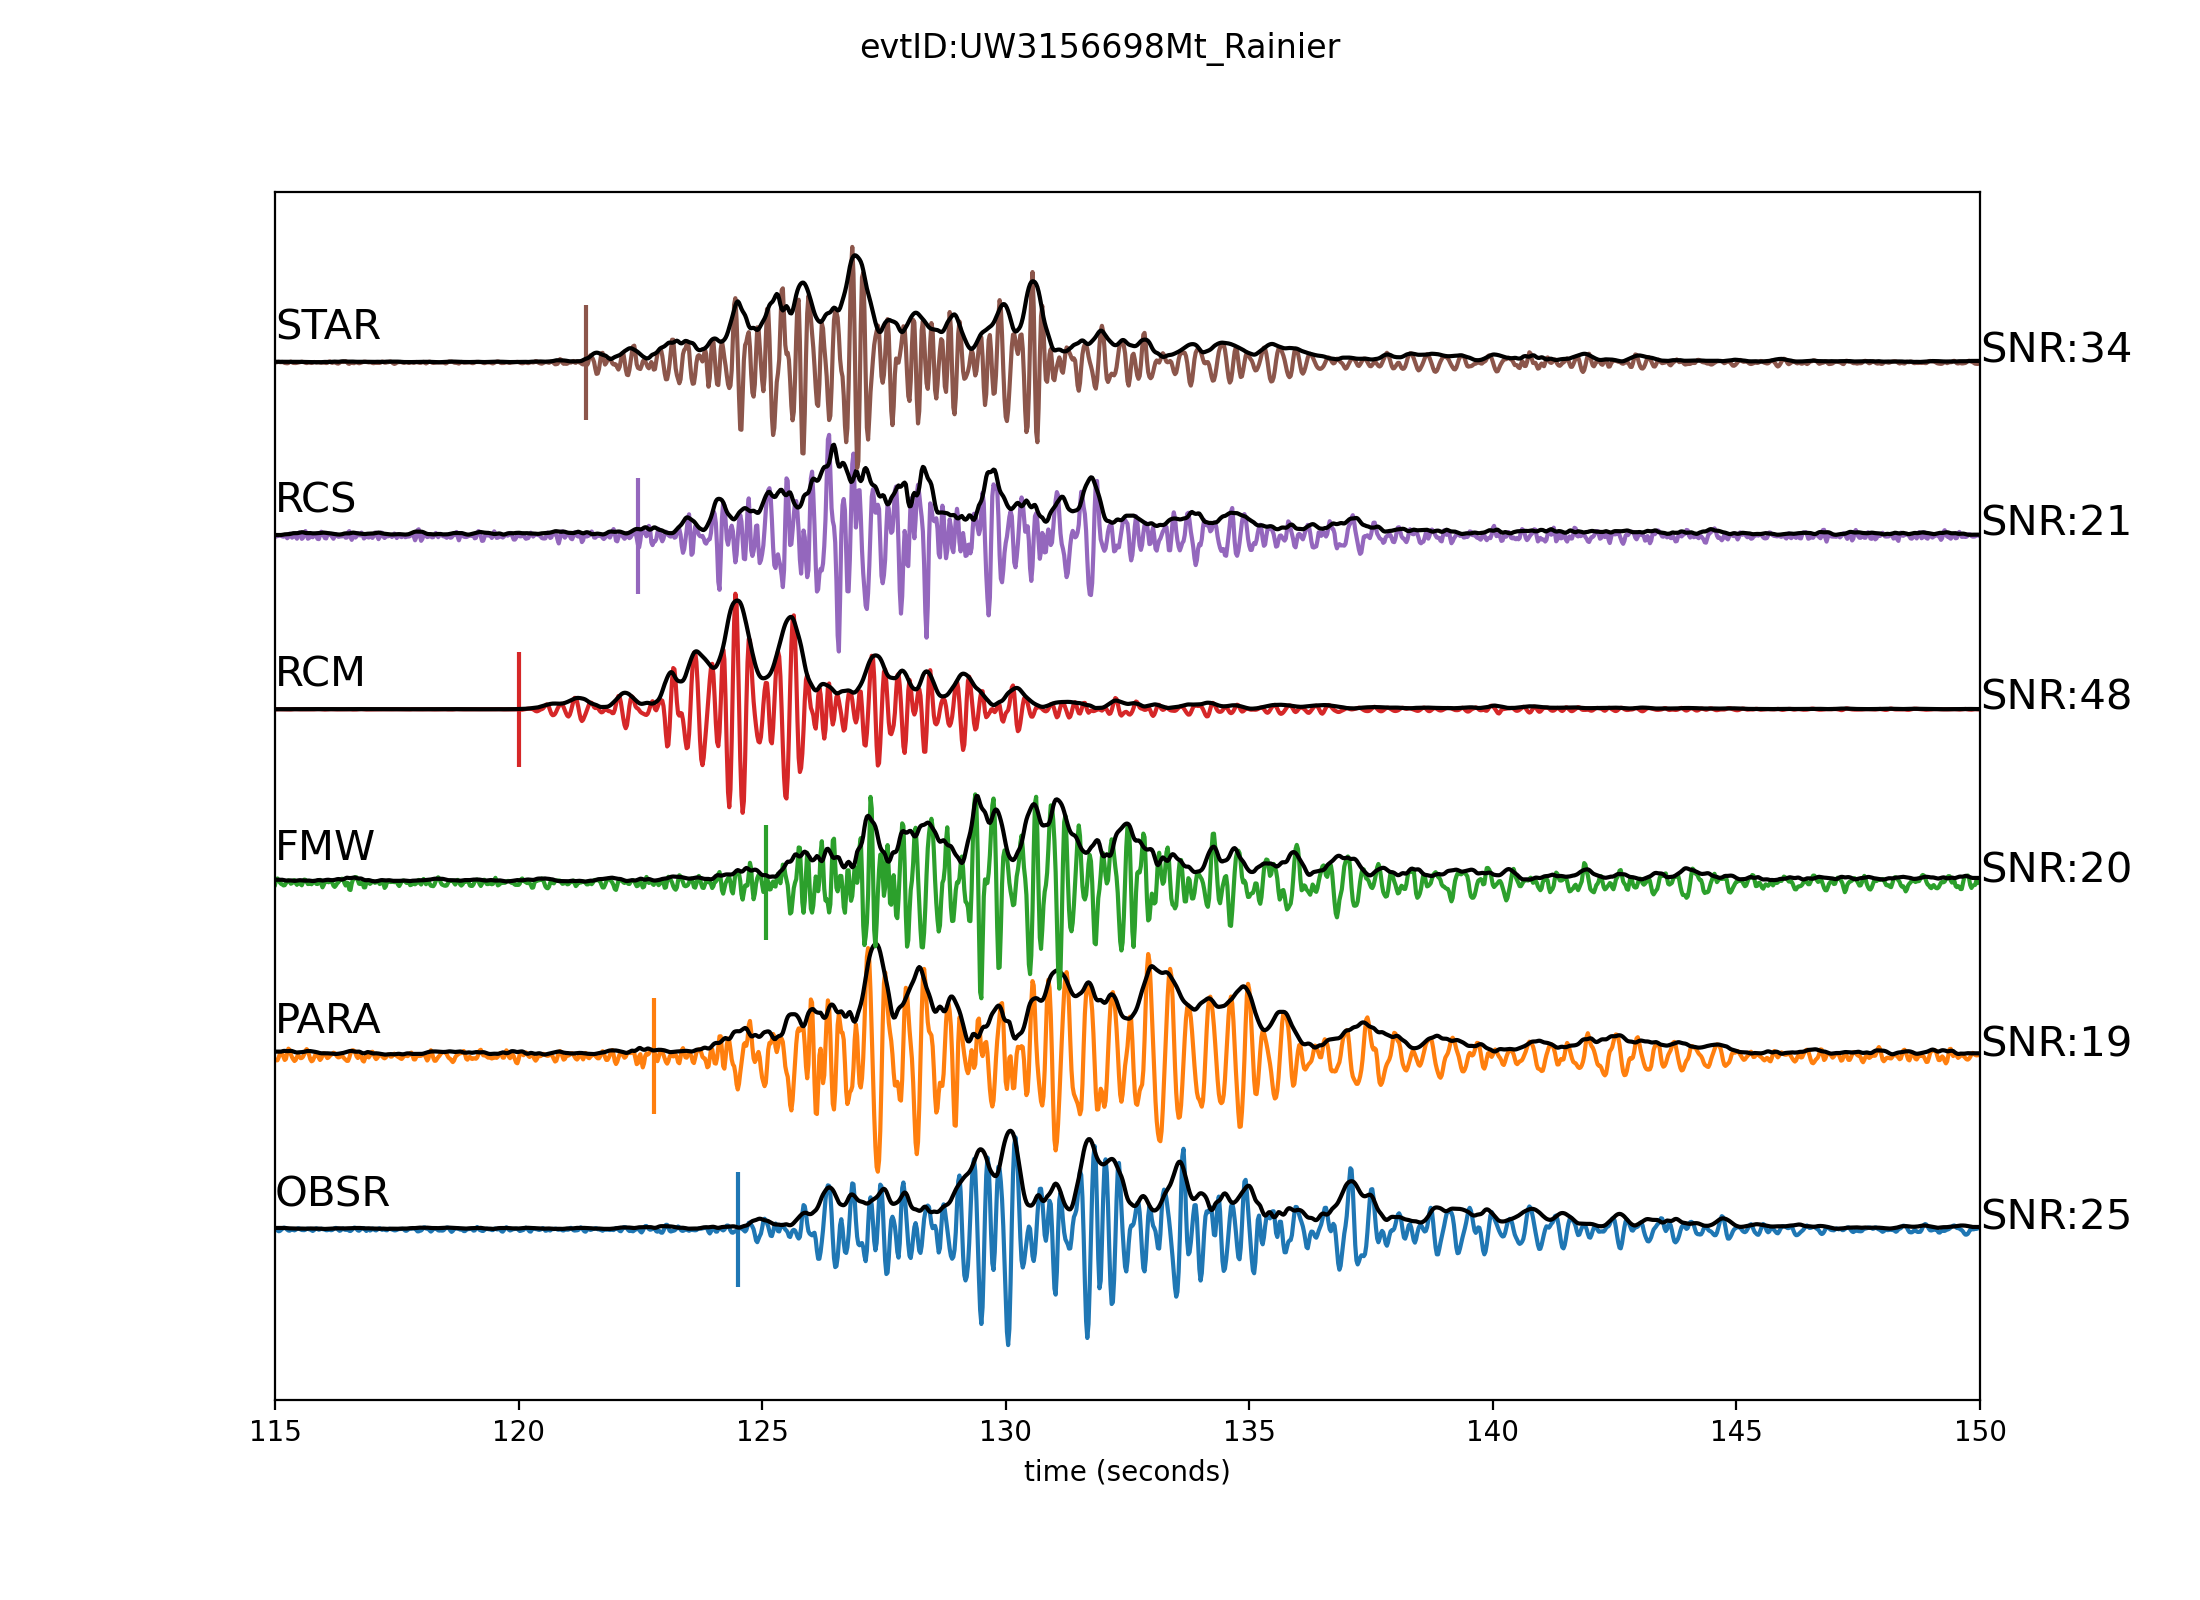 evtID:UW3156698Mt_Rainier
STAR SNR:34
RCS SNR:21
RCM SNR:48
FMW SNR:20
PARA SNR:19
OBSR SNR:25
115 120 125 130 135 140 145 150
time (seconds)